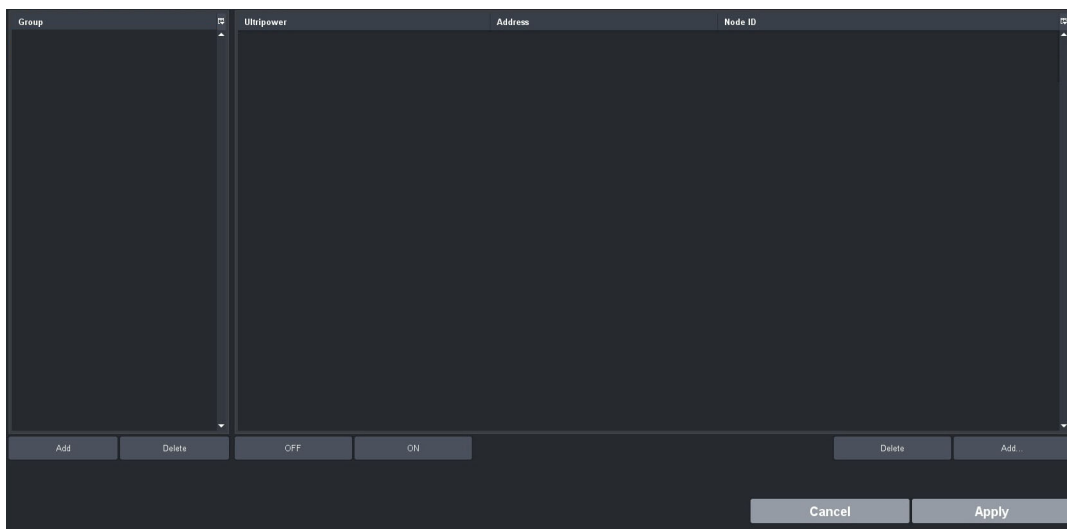 Group
Ultripower Address Node ID
Add Delete OFF ON Delete Add...
Cancel Apply